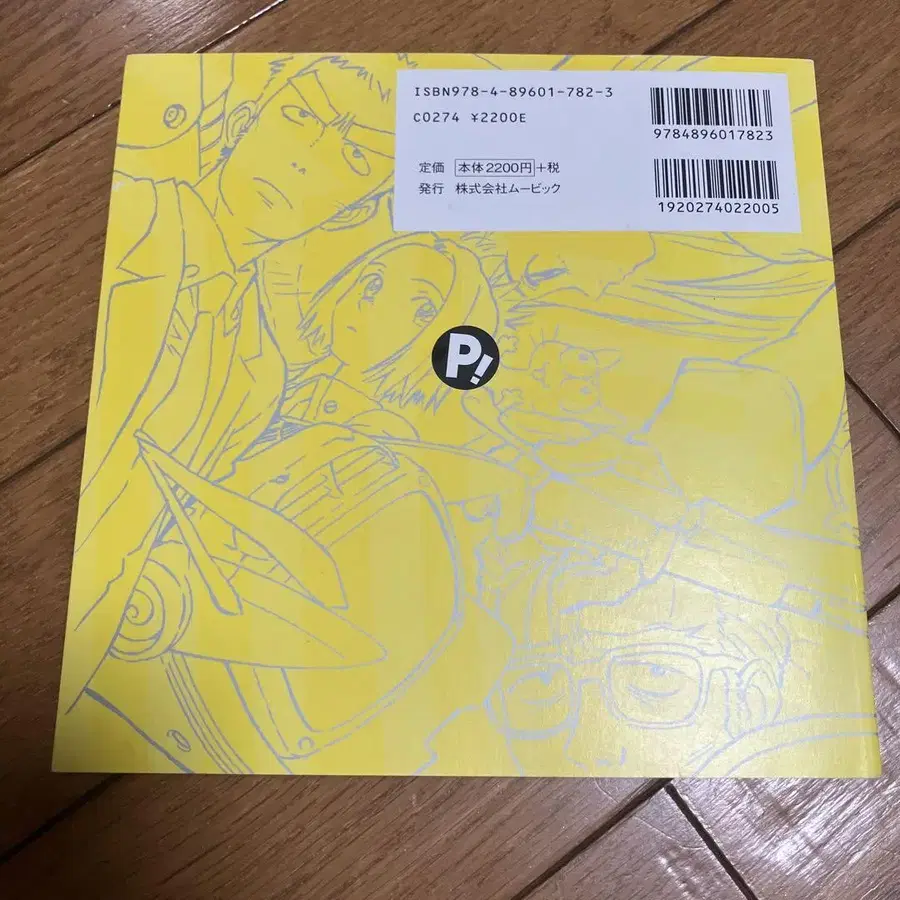 ISBN978-4-89601-782-3
C0274 ¥2200E
9784896017823
定価 本体2200円+税
発行 株式会社ムービック
1920274022005
P!